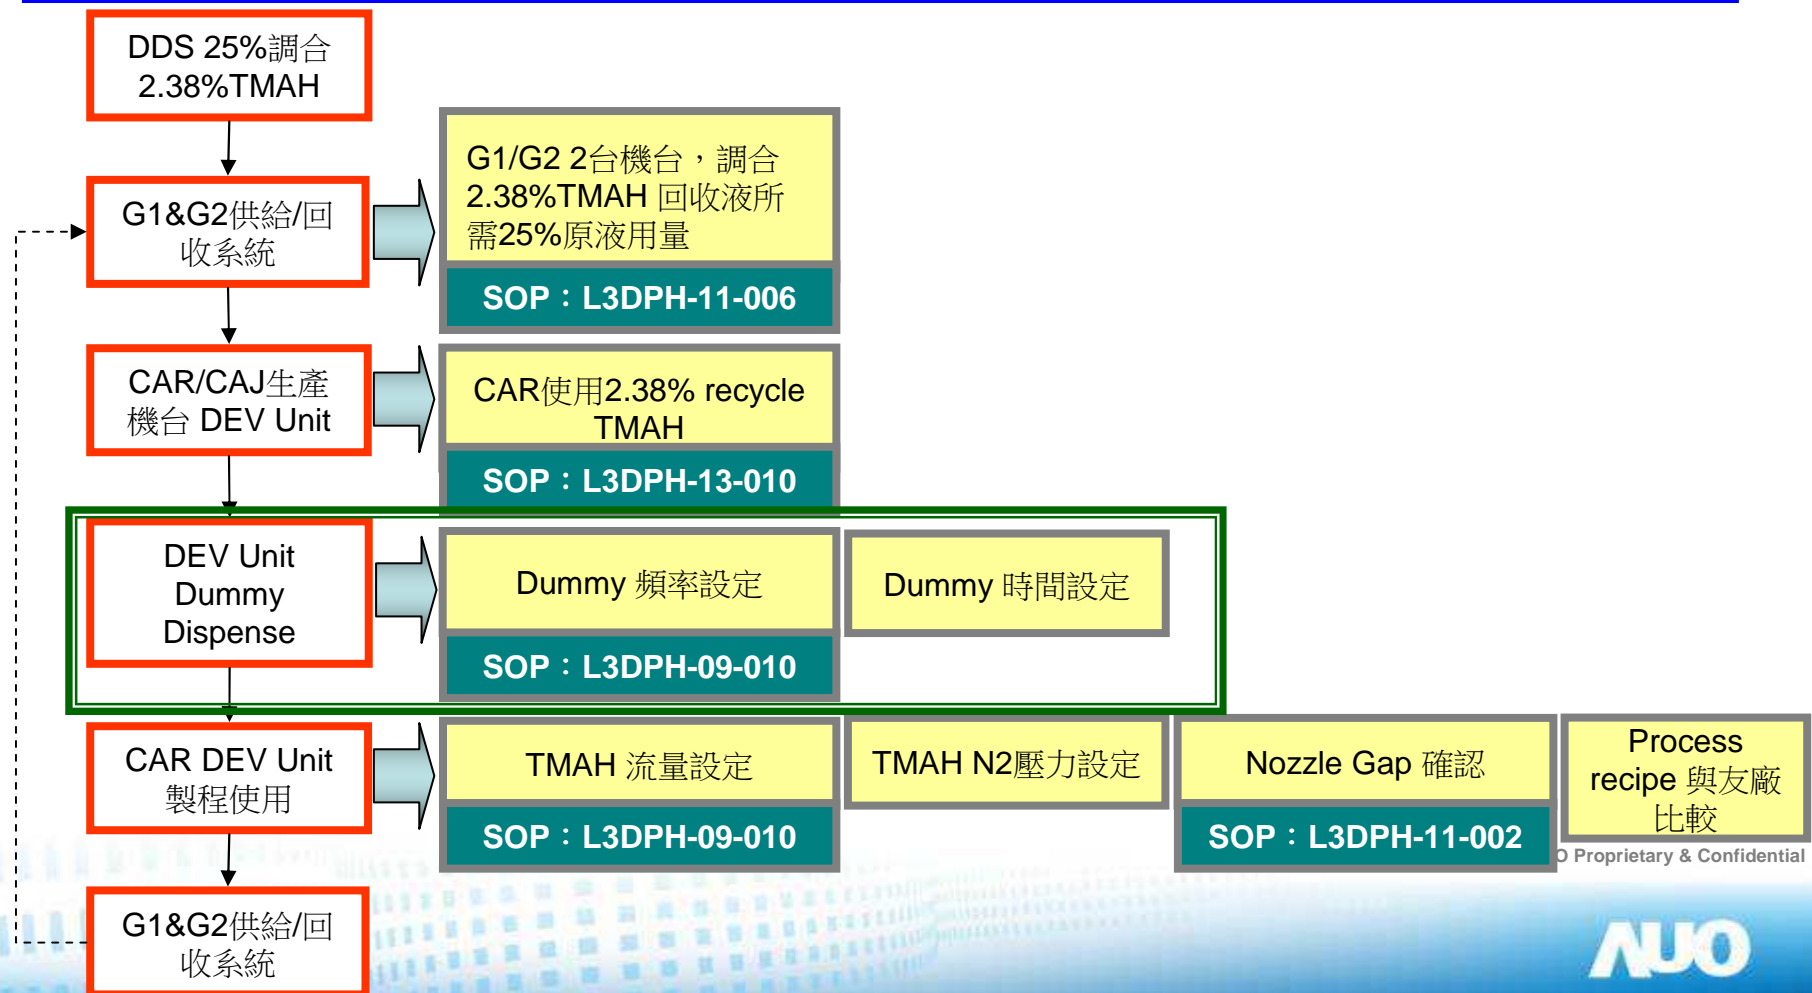 DDS 25%調合
2.38%TMAH
G1&G2供給/回
收系統
G1/G2 2台機台，調合
2.38%TMAH 回收液所
需25%原液用量
SOP：L3DPH-11-006
CAR/CAJ生產
機台 DEV Unit
CAR使用2.38% recycle
TMAH
SOP：L3DPH-13-010
DEV Unit
Dummy
Dispense
Dummy 頻率設定
SOP：L3DPH-09-010
Dummy 時間設定
CAR DEV Unit
製程使用
TMAH 流量設定
SOP：L3DPH-09-010
TMAH N2壓力設定
Nozzle Gap 確認
SOP：L3DPH-11-002
Process
recipe 與友廠
比較
O Proprietary & Confidential
G1&G2供給/回
收系統
AUO